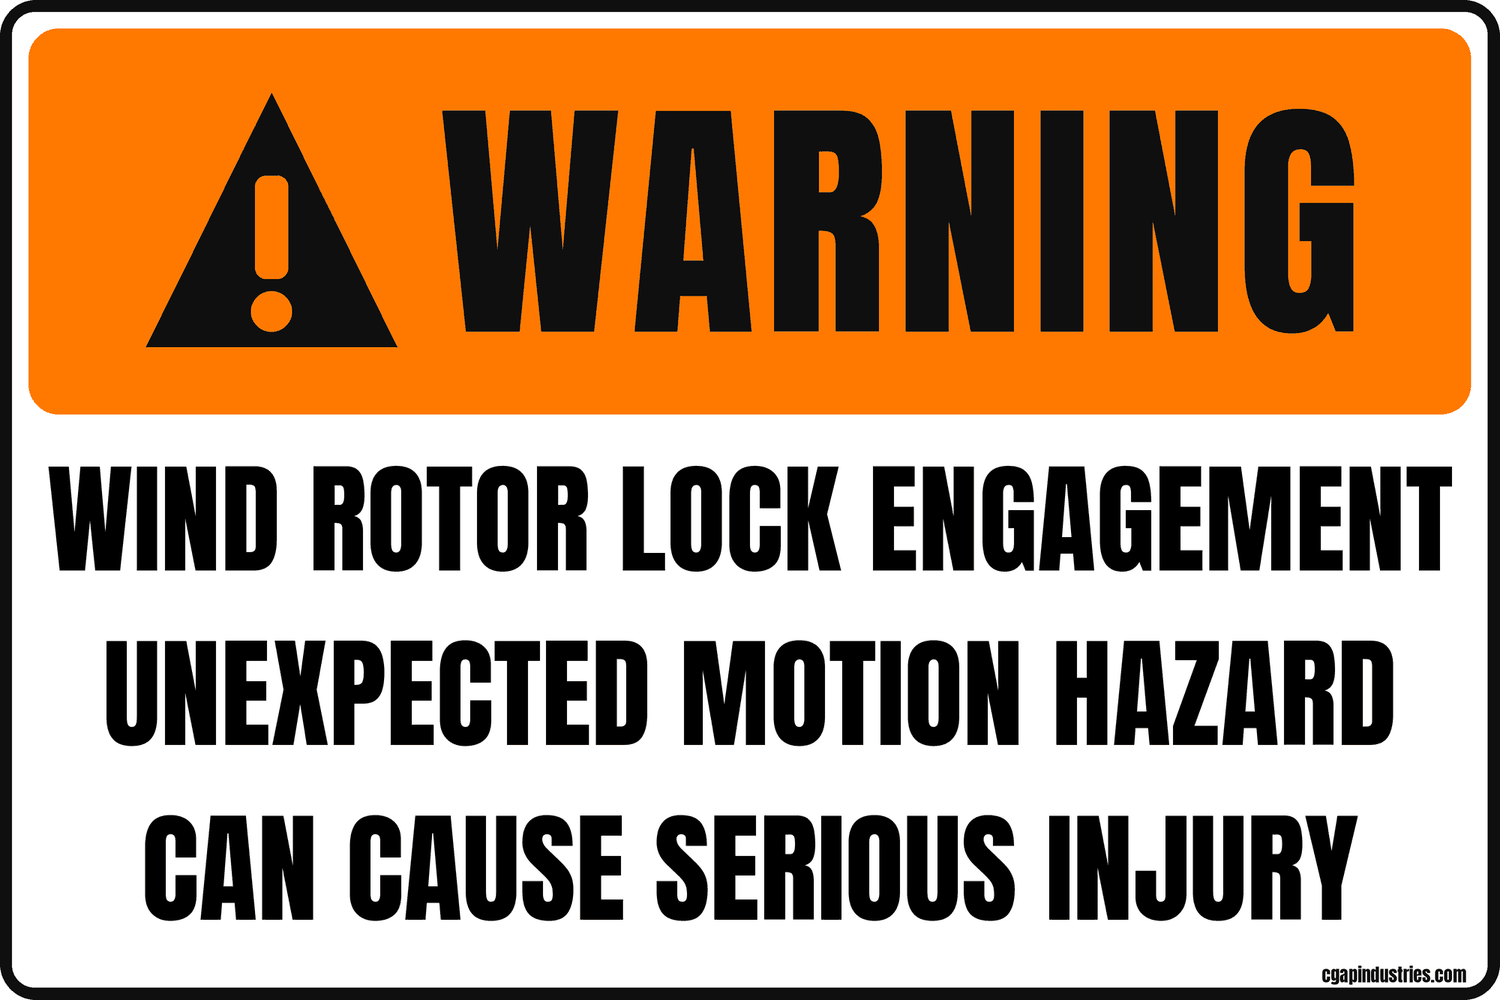 WARNING
WIND ROTOR LOCK ENGAGEMENT
UNEXPECTED MOTION HAZARD
CAN CAUSE SERIOUS INJURY
cgapindustries.com